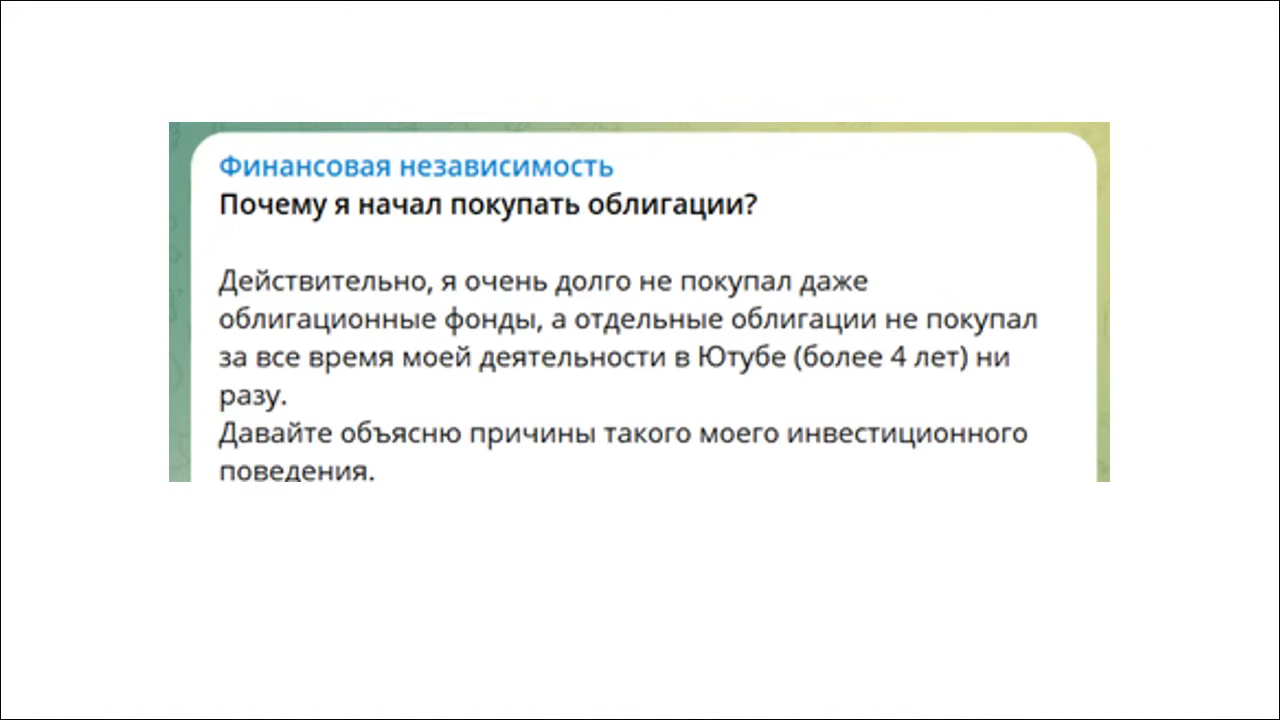 Финансовая независимость
Почему я начал покупать облигации?
Действительно, я очень долго не покупал даже
облигационные фонды, а отдельные облигации не покупал
за все время моей деятельности в Ютубе (более 4 лет) ни
разу.
Давайте объясню причины такого моего инвестиционного
поведения.